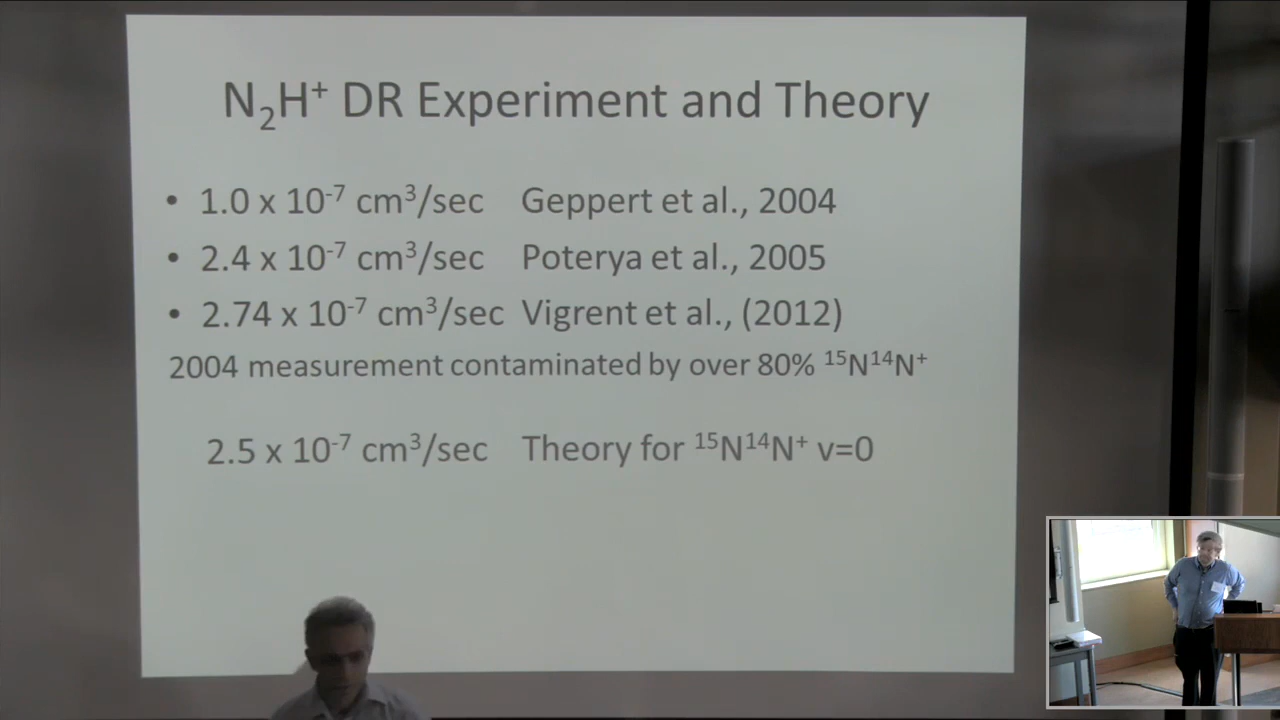 N₂H⁺ DR Experiment and Theory
• 1.0 x 10⁻⁷ cm³/sec Geppert et al., 2004
• 2.4 x 10⁻⁷ cm³/sec Poterya et al., 2005
• 2.74 x 10⁻⁷ cm³/sec Vigrent et al., (2012)
2004 measurement contaminated by over 80% ¹⁵N¹⁴N⁺
2.5 x 10⁻⁷ cm³/sec Theory for ¹⁵N¹⁴N⁺ v=0